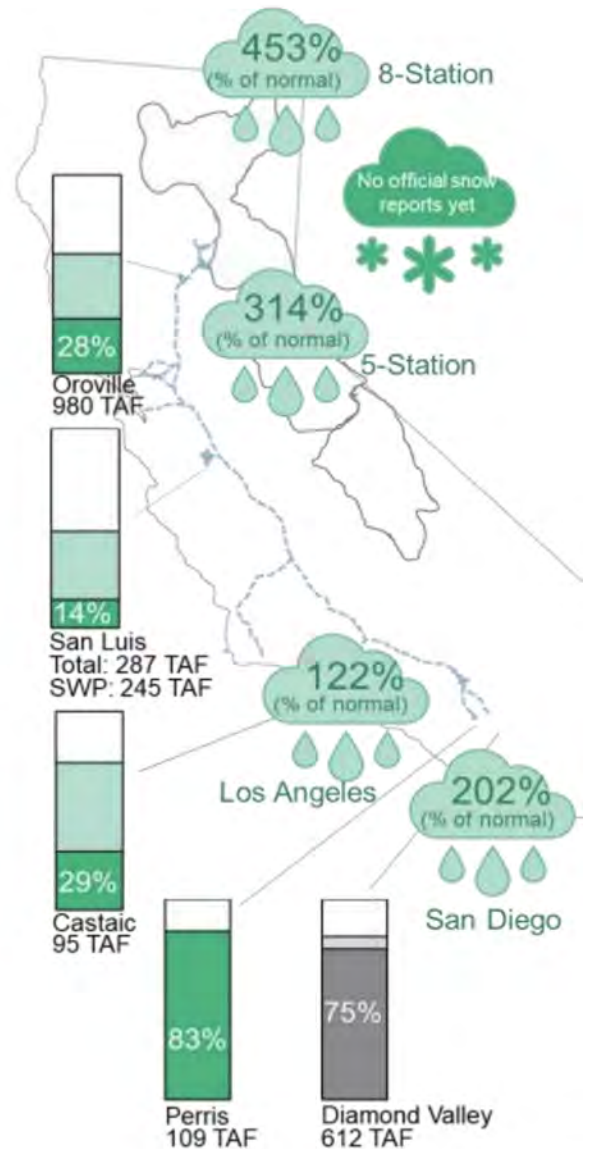 453%
(% of normal)
8-Station
No official snow
reports yet
28%
Oroville
980 TAF
314%
(% of normal)
5-Station
14%
San Luis
Total: 287 TAF
SWP: 245 TAF
122%
(% of normal)
Los Angeles
202%
(% of normal)
San Diego
29%
Castaic
95 TAF
83%
Perris
109 TAF
75%
Diamond Valley
612 TAF